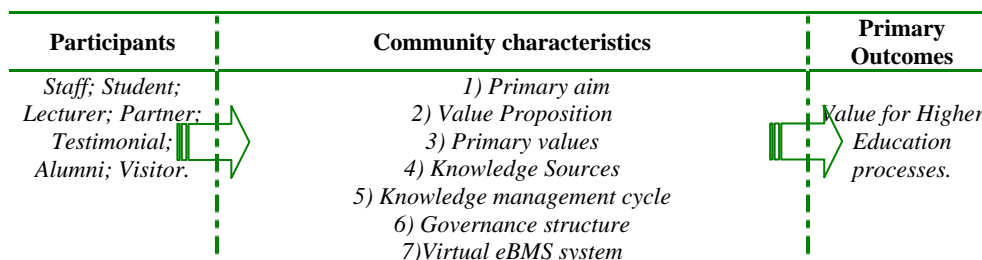 Participants
Community characteristics
Primary
Outcomes
Staff; Student;
Lecturer; Partner;
Testimonial;
Alumni; Visitor.
1) Primary aim
2) Value Proposition
3) Primary values
4) Knowledge Sources
5) Knowledge management cycle
6) Governance structure
7)Virtual eBMS system
Value for Higher
Education
processes.